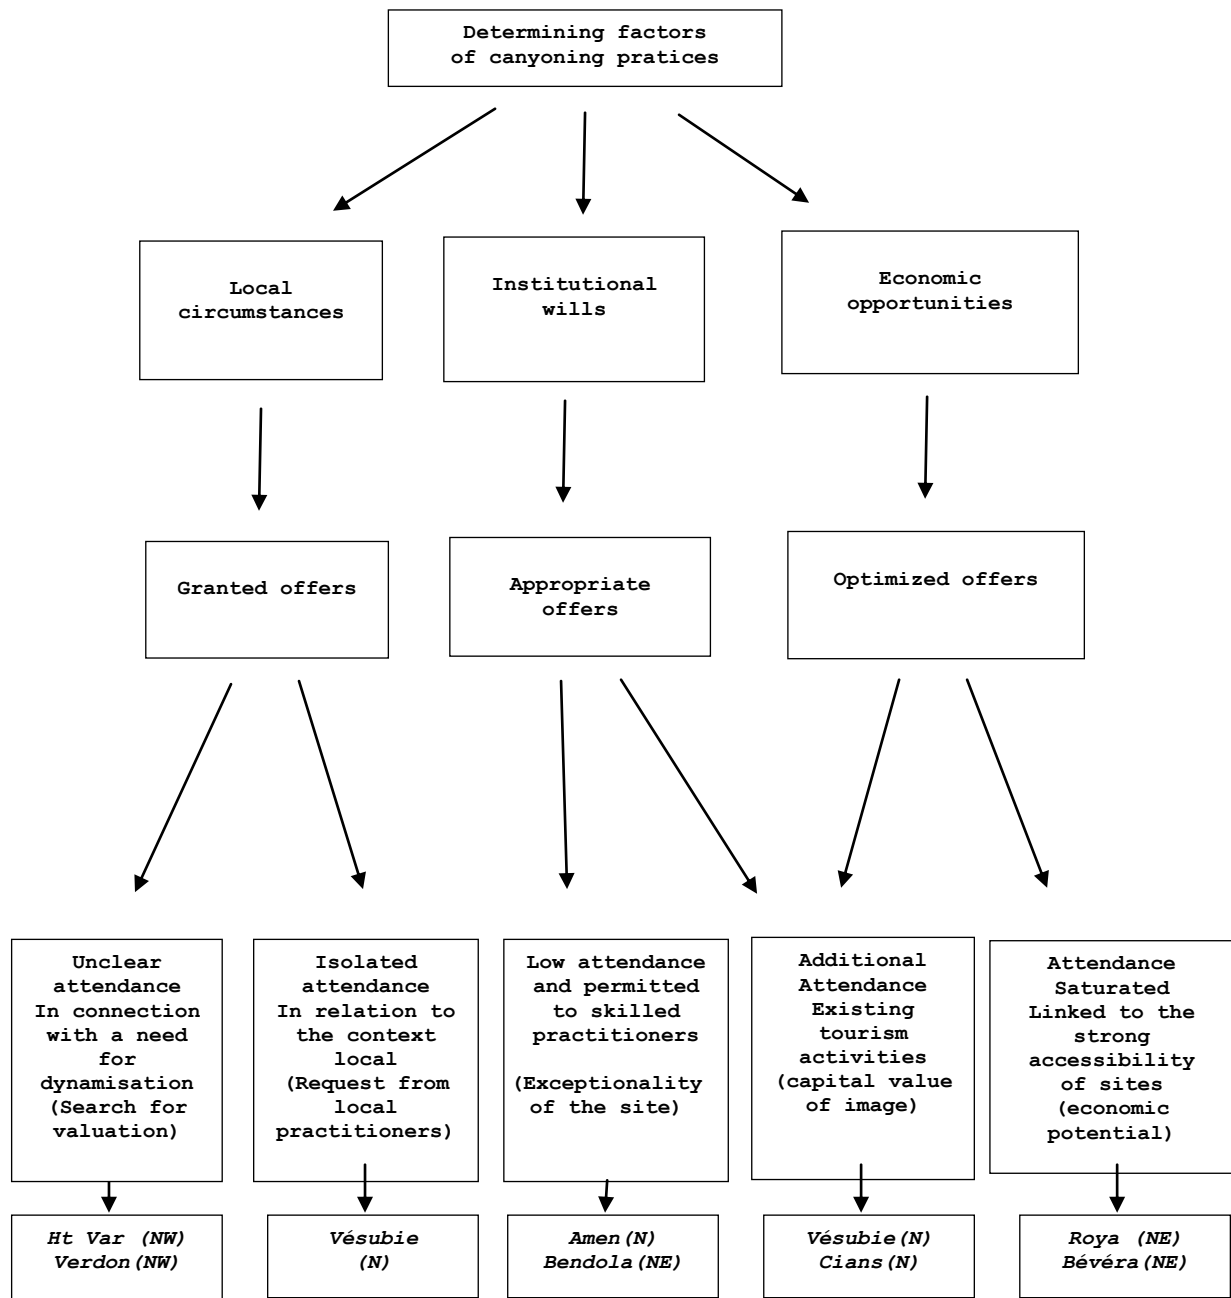 Determining factors
of canyoning pratices
Local
circumstances
Institutional
wills
Economic
opportunities
Granted offers
Appropriate
offers
Optimized offers
Unclear
attendance
In connection
with a need
for
dynamisation
(Search for
valuation)
Isolated
attendance
In relation to
the context
local
(Request from
local
practitioners)
Low attendance
and permitted
to skilled
practitioners
(Exceptionality
of the site)
Additional
Attendance
Existing
tourism
activities
(capital value
of image)
Attendance
Saturated
Linked to the
strong
accessibility
of sites
(economic
potential)
Ht Var (NW)
Verdon(NW)
Vésubie
(N)
Amen(N)
Bendola(NE)
Vésubie(N)
Cians(N)
Roya (NE)
Bévéra(NE)